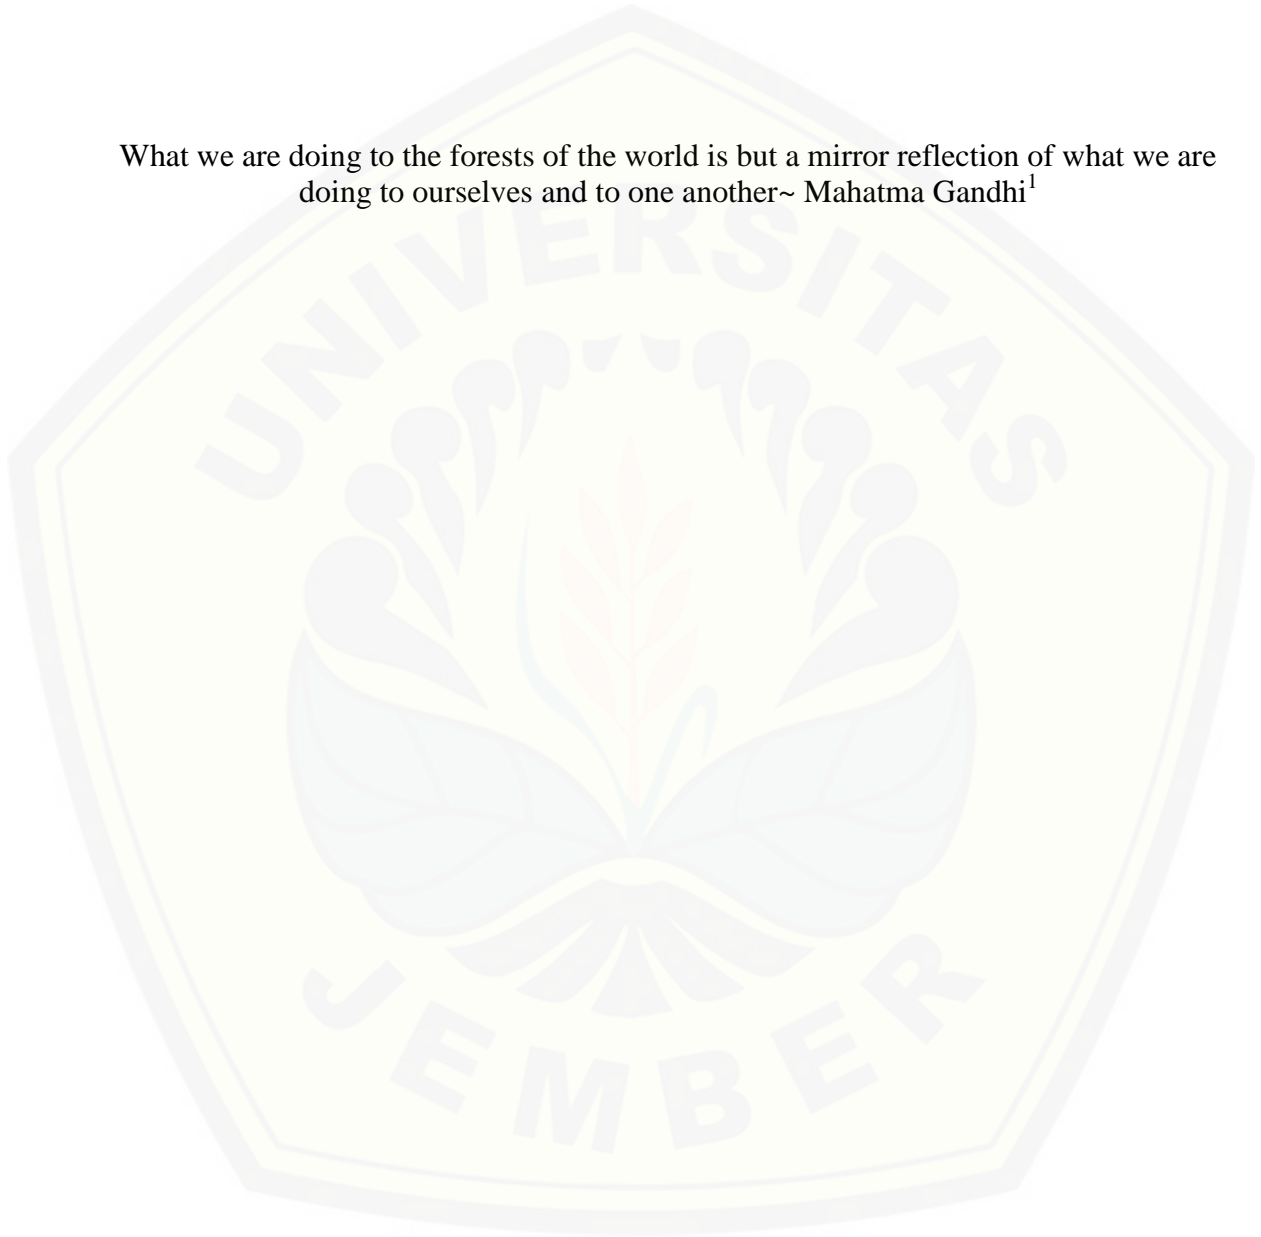 What we are doing to the forests of the world is but a mirror reflection of what we are
doing to ourselves and to one another~ Mahatma Gandhi¹
UNIVERSITAS
JEMBER